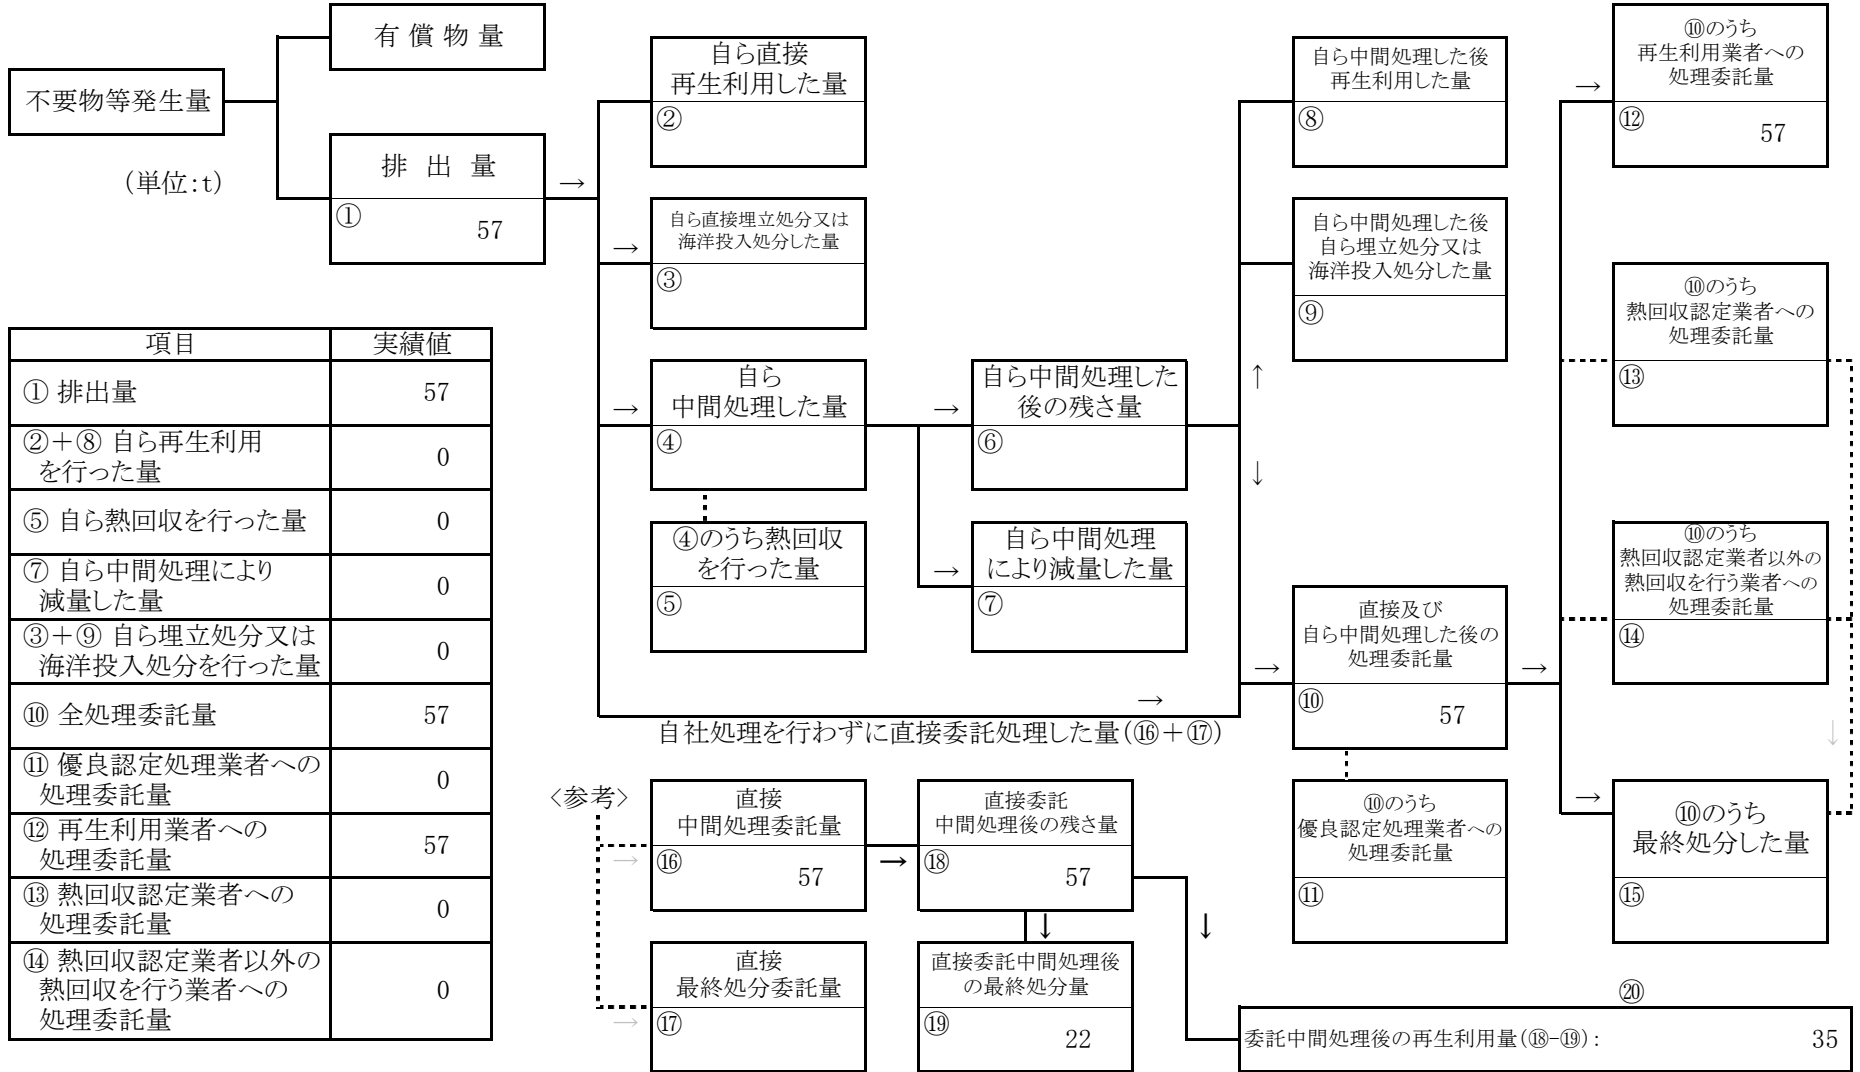 不要物等発生量
(単位:t)
有 償 物 量
排 出 量
①
57
→
自ら直接
再生利用した量
②
→
自ら直接埋立処分又は
海洋投入処分した量
③
→
自ら
中間処理した量
④
④のうち熱回収
を行った量
⑤
→
自ら中間処理した
後の残さ量
⑥
→
自ら中間処理
により減量した量
⑦
↑
↓
自ら中間処理した後
再生利用した量
⑧
自ら中間処理した後
自ら埋立処分又は
海洋投入処分した量
⑨
→
自社処理を行わずに直接委託処理した量(⑯+⑰)
→
直接及び
自ら中間処理した後の
処理委託量
⑩
57
⑩のうち
優良認定処理業者への
処理委託量
⑪
→
→
⑩のうち
再生利用業者への
処理委託量
⑫
57
⑩のうち
熱回収認定業者への
処理委託量
⑬
⑩のうち
熱回収認定業者以外の
熱回収を行う業者への
処理委託量
⑭
↓
→
⑩のうち
最終処分した量
⑮
項目 実績値
① 排出量 57
②+⑧ 自ら再生利用
を行った量 0
⑤ 自ら熱回収を行った量 0
⑦ 自ら中間処理により
減量した量 0
③+⑨ 自ら埋立処分又は
海洋投入処分を行った量 0
⑩ 全処理委託量 57
⑪ 優良認定処理業者への
処理委託量 0
⑫ 再生利用業者への
処理委託量 57
⑬ 熱回収認定業者への
処理委託量 0
⑭ 熱回収認定業者以外の
熱回収を行う業者への
処理委託量 0
<参考>
→
直接
中間処理委託量
⑯
57
→
直接委託
中間処理後の残さ量
⑱
57
↓
↓
→
直接
最終処分委託量
⑰
直接委託中間処理後
の最終処分量
⑲
22
⑳
委託中間処理後の再生利用量(⑱-⑲): 35